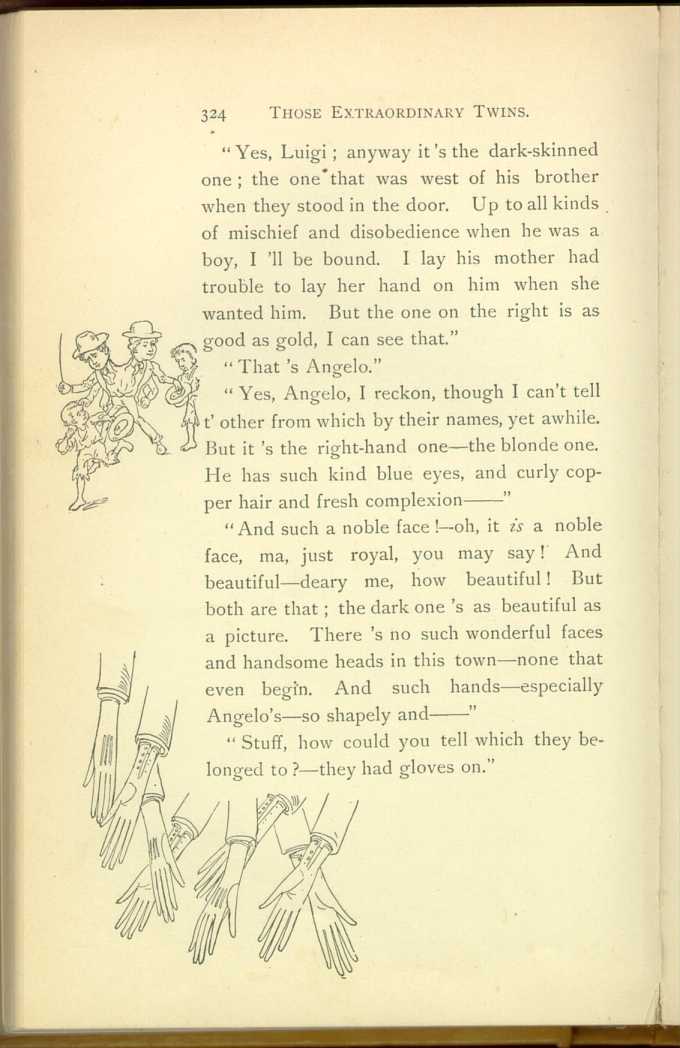 324 THOSE EXTRAORDINARY TWINS.
“ Yes, Luigi ; anyway it ’s the dark-skinned
one ; the one that was west of his brother
when they stood in the door. Up to all kinds
of mischief and disobedience when he was a
boy, I ’ll be bound. I lay his mother had
trouble to lay her hand on him when she
wanted him. But the one on the right is as
good as gold, I can see that.”
“ That ’s Angelo.”
“ Yes, Angelo, I reckon, though I can’t tell
t’ other from which by their names, yet awhile.
But it ’s the right-hand one—the blonde one.
He has such kind blue eyes, and curly cop-
per hair and fresh complexion——”
“ And such a noble face !—oh, it is a noble
face, ma, just royal, you may say ! And
beautiful—deary me, how beautiful ! But
both are that ; the dark one ’s as beautiful as
a picture. There ’s no such wonderful faces
and handsome heads in this town—none that
even begin. And such hands—especially
Angelo’s—so shapely and——”
“ Stuff, how could you tell which they be-
longed to ?—they had gloves on.”